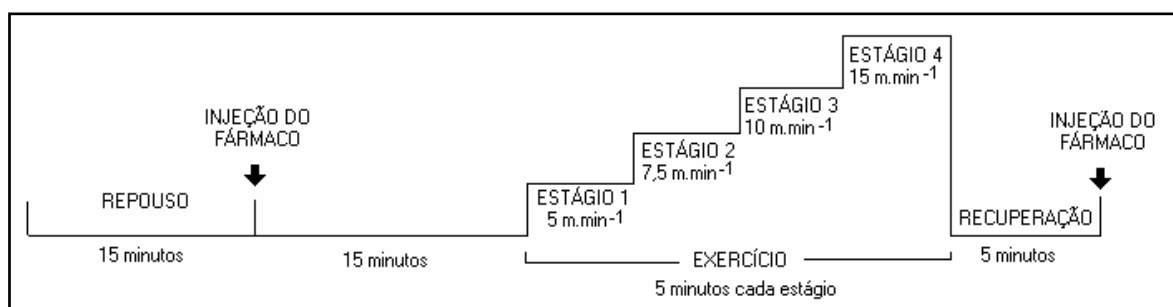 INJEÇÃO DO
FÁRMACO
REPOUSO
15 minutos
15 minutos
ESTÁGIO 1
5 m.min-1
ESTÁGIO 2
7,5 m.min-1
ESTÁGIO 3
10 m.min-1
ESTÁGIO 4
15 m.min-1
EXERCÍCIO
5 minutos cada estágio
INJEÇÃO DO
FÁRMACO
RECUPERAÇÃO
5 minutos